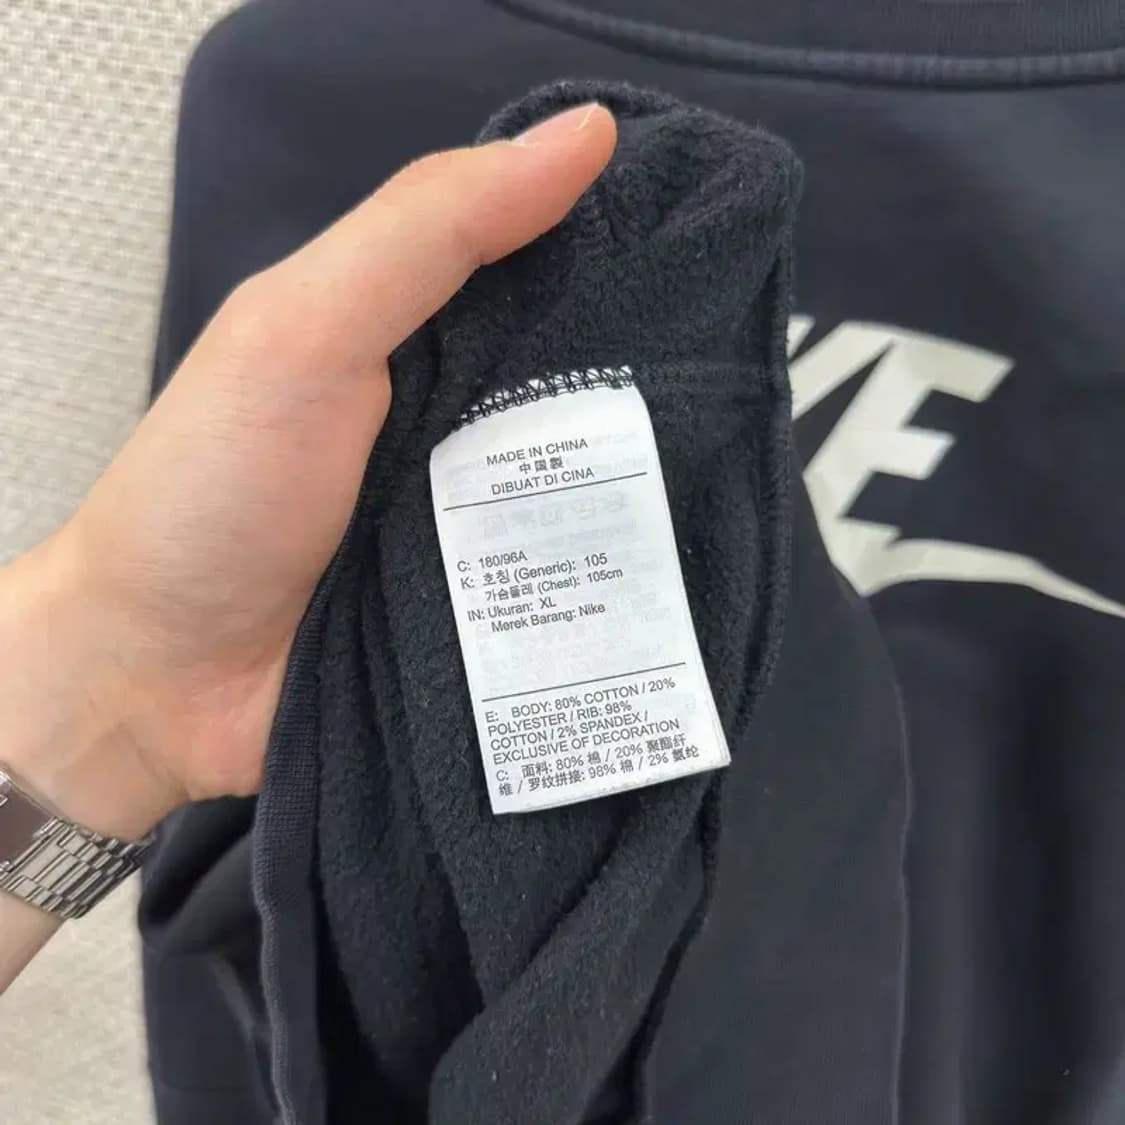 MADE IN CHINA
中国製
DIBUAT DI CINA
C: 180/96A
K: 호칭 (Generic): 105
가슴둘레 (Chest): 105cm
IN: Ukuran: XL
Merek Barang: Nike
E: BODY: 80% COTTON / 20%
POLYESTER / RIB: 98%
COTTON / 2% SPANDEX /
EXCLUSIVE OF DECORATION
C: 面料: 80% 棉 / 20% 聚酯纤
维 / 罗纹拼接: 98% 棉 / 2% 氨纶
KE